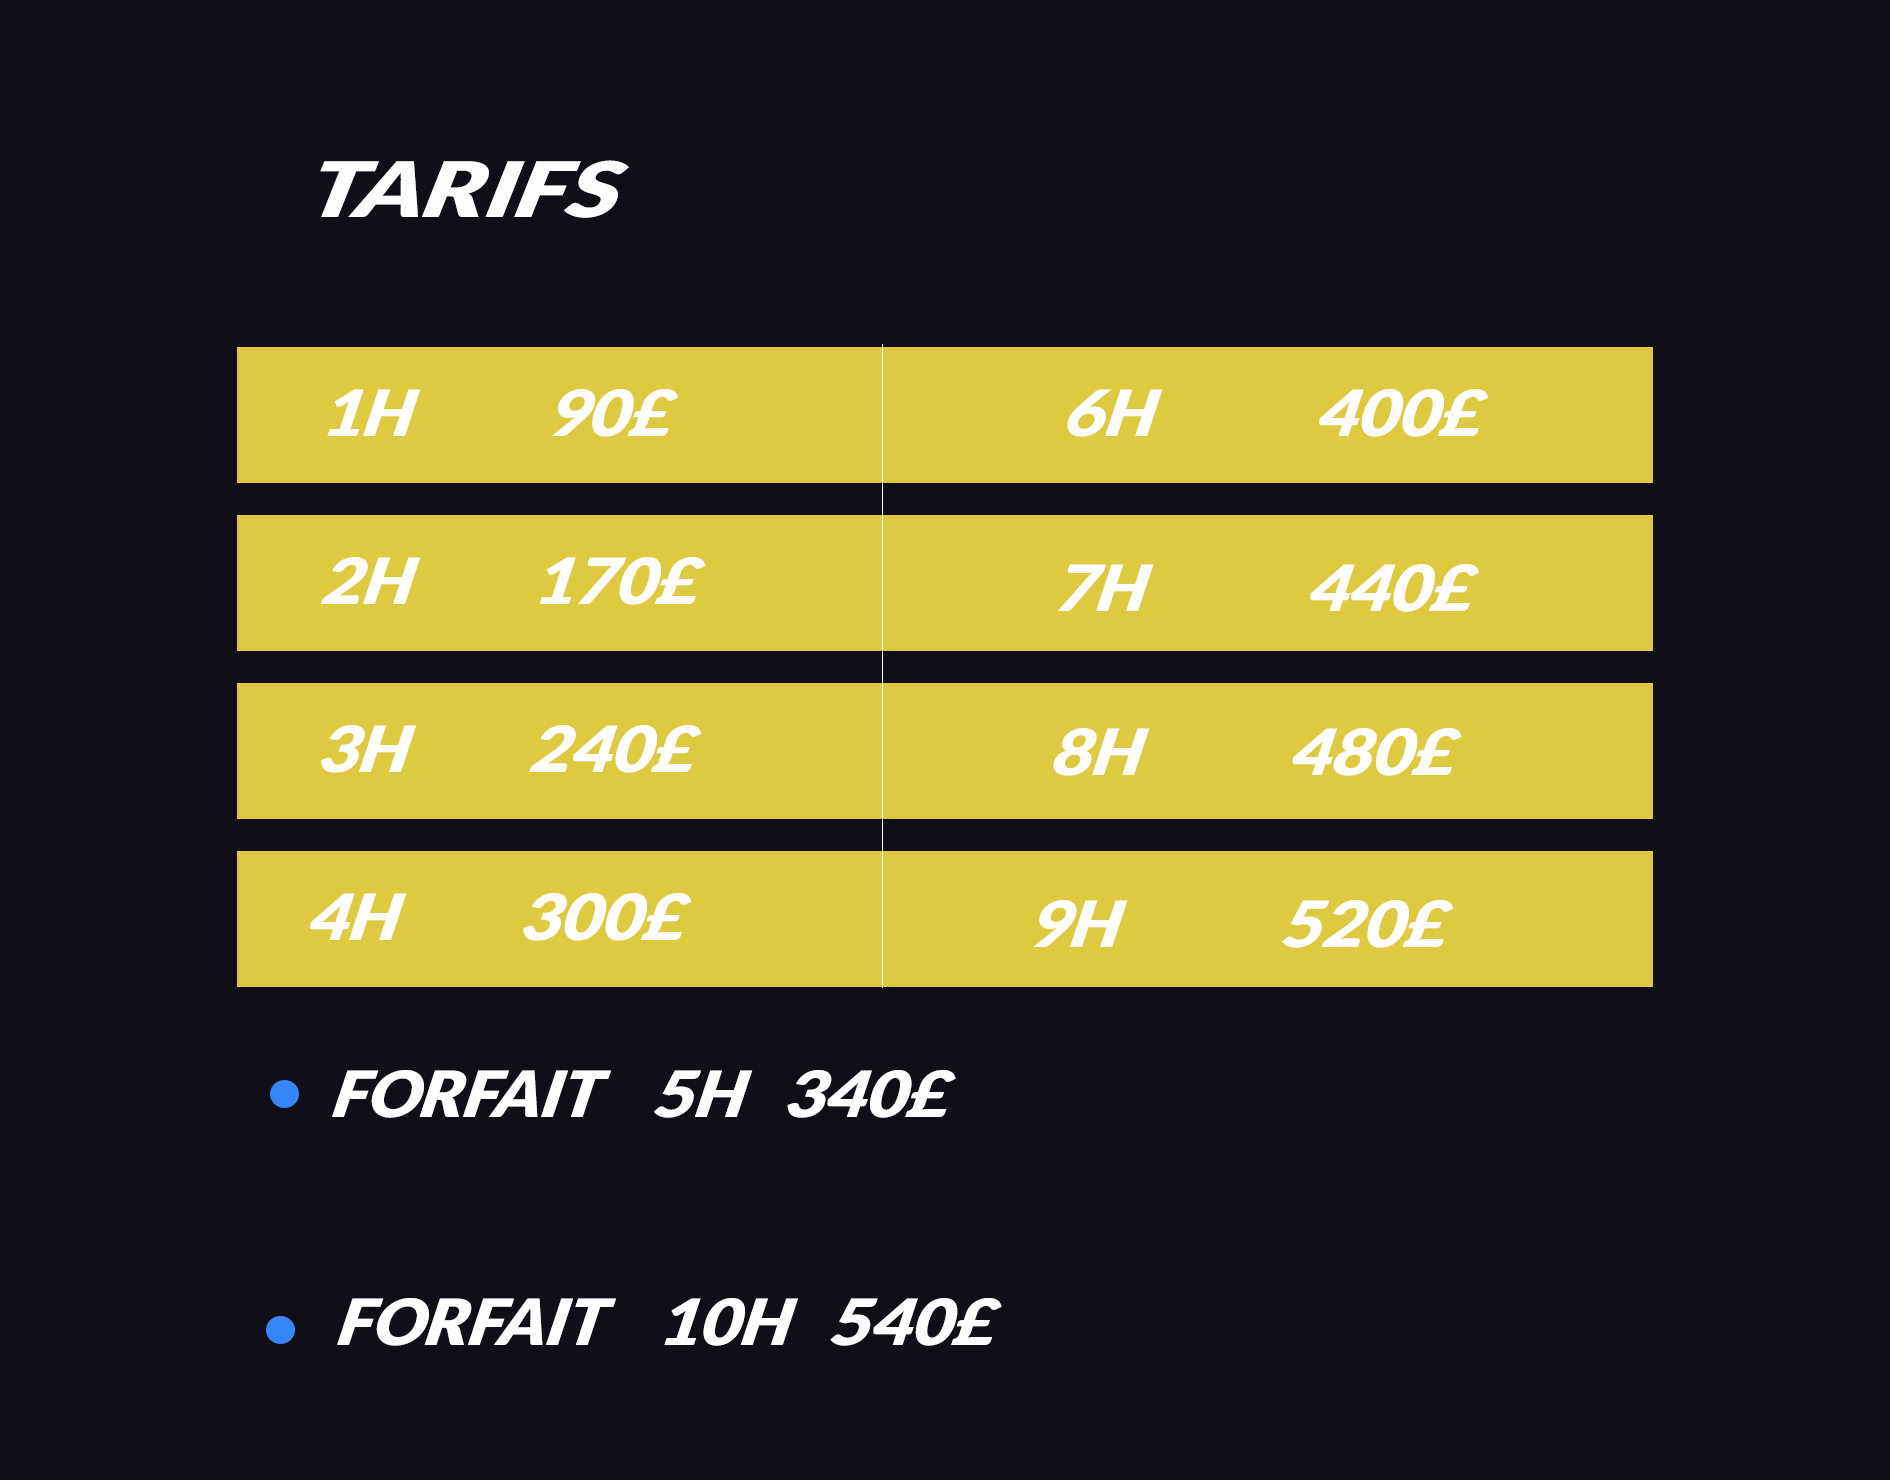 TARIFS
1H 90£ 6H 400£
2H 170£ 7H 440£
3H 240£ 8H 480£
4H 300£ 9H 520£
FORFAIT 5H 340£
FORFAIT 10H 540£